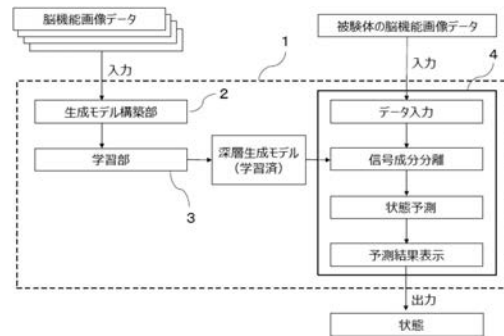 脳機能画像データ
被験体の脳機能画像データ
1
4
入力
入力
生成モデル構築部
2
データ入力
学習部
3
深層生成モデル
(学習済)
信号成分分離
状態予測
予測結果表示
出力
状態